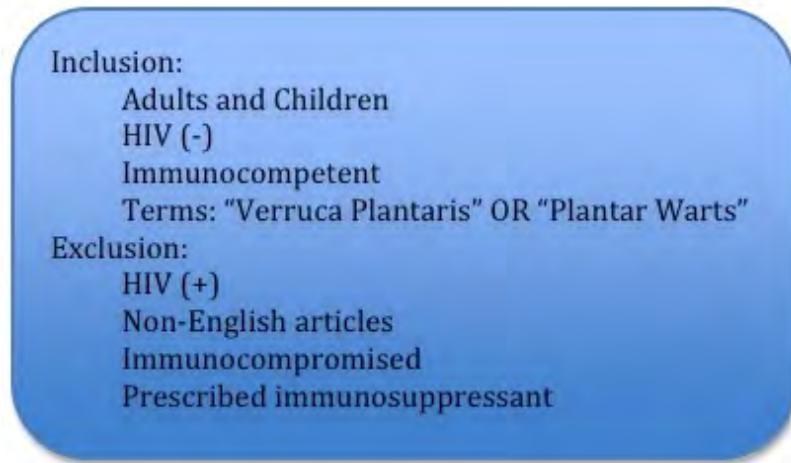 Inclusion:
Adults and Children
HIV (-)
Immunocompetent
Terms: “Verruca Plantaris” OR “Plantar Warts”
Exclusion:
HIV (+)
Non-English articles
Immunocompromised
Prescribed immunosuppressant